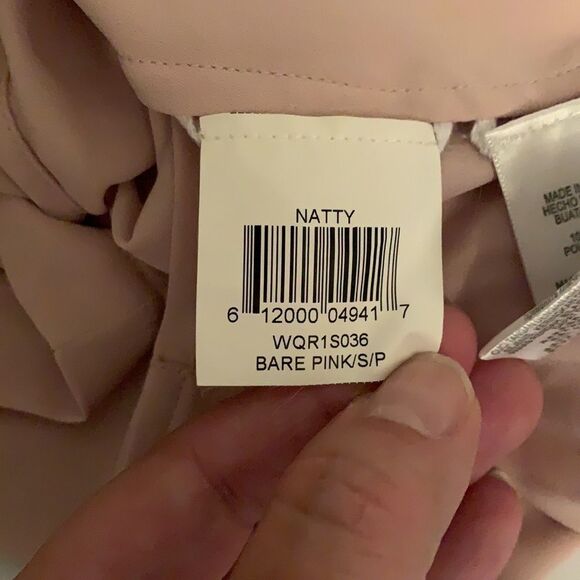 NATTY
6 12000 04941 7
WQR1S036
BARE PINK/S/P
MADE IN
HECHO